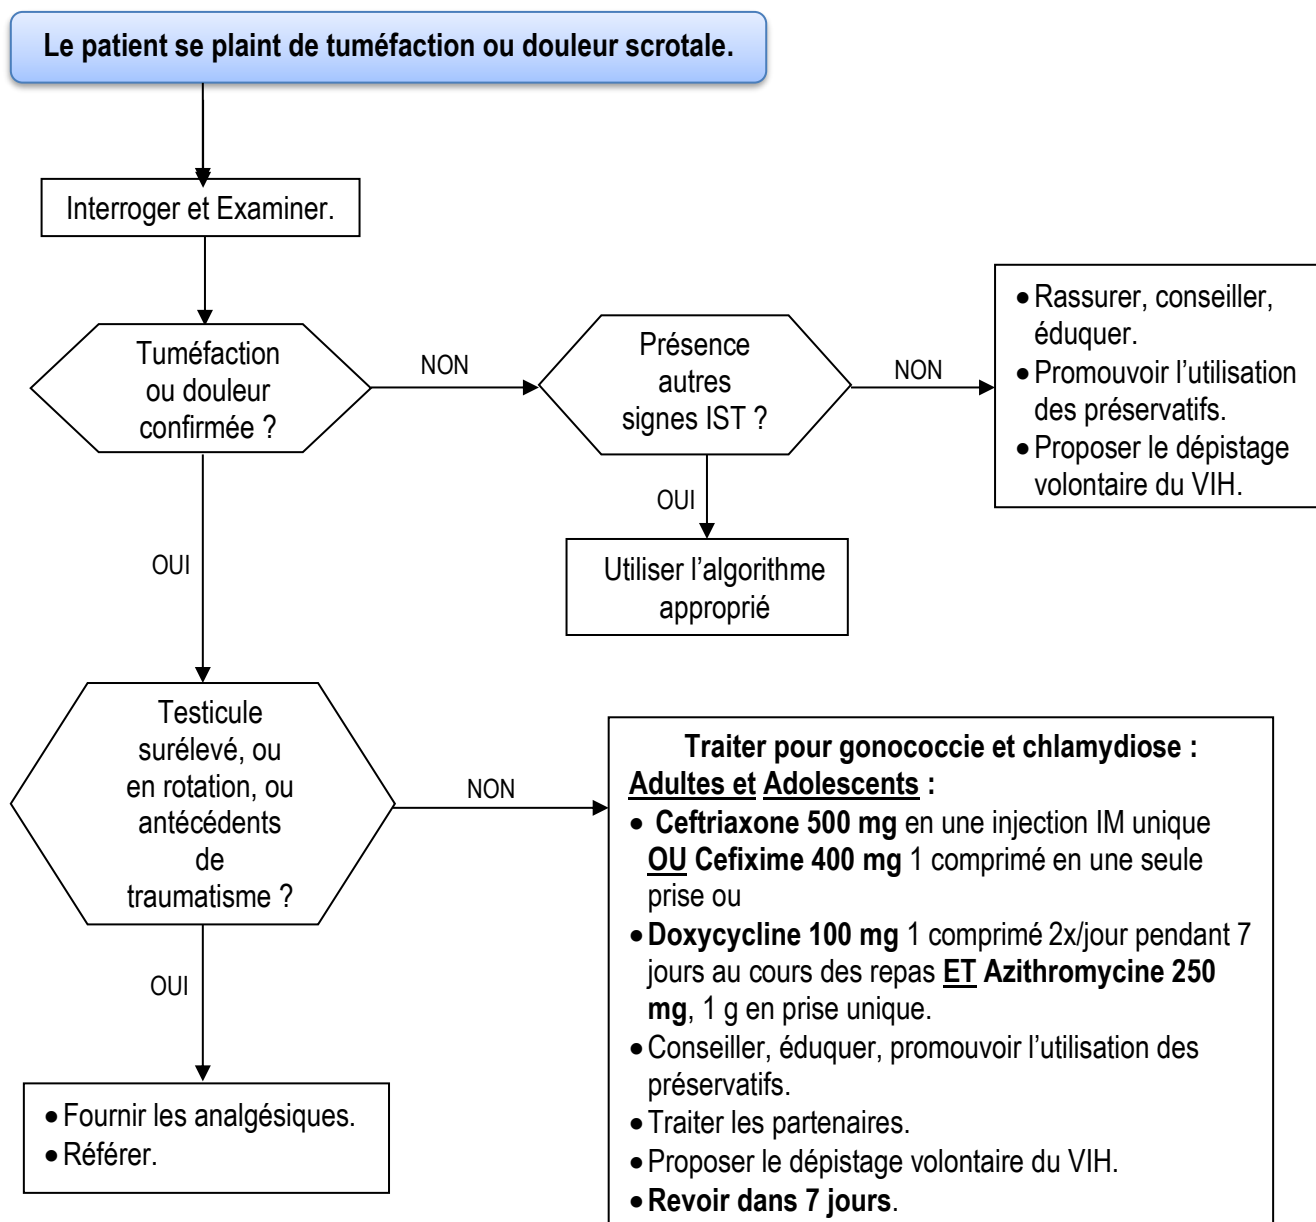 Le patient se plaint de tuméfaction ou douleur scrotale.
Interroger et Examiner.
Tuméfaction
ou douleur
confirmée ?
NON
Présence
autres
signes IST ?
NON
• Rassurer, conseiller,
éduquer.
• Promouvoir l’utilisation
des préservatifs.
• Proposer le dépistage
volontaire du VIH.
OUI
Utiliser l’algorithme
approprié
OUI
Testicule
surélevé, ou
en rotation, ou
antécédents
de
traumatisme ?
NON
Traiter pour gonococcie et chlamydiose :
Adultes et Adolescents :
• Ceftriaxone 500 mg en une injection IM unique
OU Cefixime 400 mg 1 comprimé en une seule
prise ou
• Doxycycline 100 mg 1 comprimé 2x/jour pendant 7
jours au cours des repas ET Azithromycine 250
mg, 1 g en prise unique.
• Conseiller, éduquer, promouvoir l’utilisation des
préservatifs.
• Traiter les partenaires.
• Proposer le dépistage volontaire du VIH.
• Revoir dans 7 jours.
OUI
• Fournir les analgésiques.
• Référer.